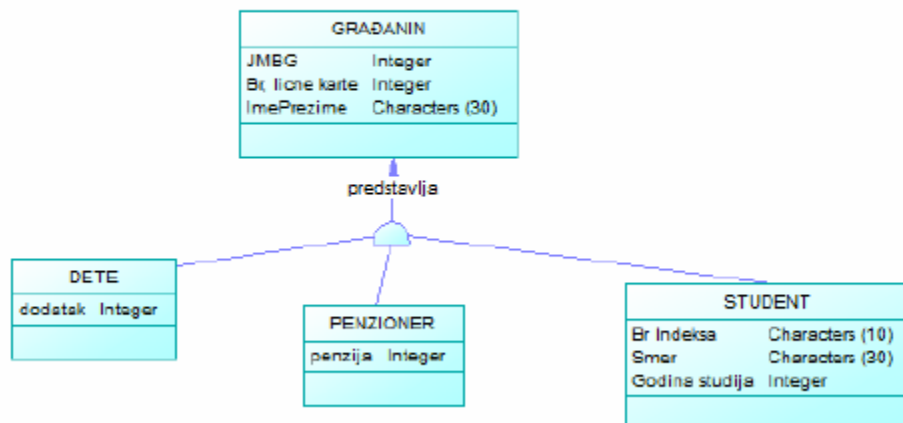 GRAĐANIN
JMBG Integer
Br. licne karte Integer
ImePrezime Characters (30)
predstavlja
DETE
dodatak Integer
PENZIONER
penzija Integer
STUDENT
Br Indeksa Characters (10)
Smer Characters (30)
Godina studija Integer